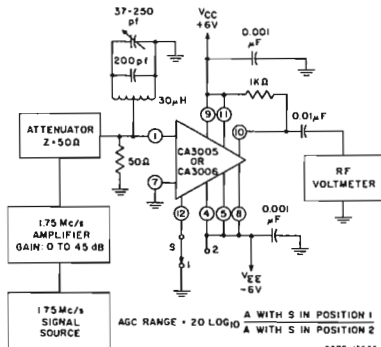 37-250
pf
200pf
30μH
VCC
+6V
0.001
μF
1KΩ
0.01μF
ATTENUATOR
Z=50Ω
50Ω
1
7
12
9
11
10
4
5
8
CA3005
OR
CA3006
RF
VOLTMETER
S
1
2
0.001
μF
VEE
-6V
1.75 Mc/s
AMPLIFIER
GAIN: 0 TO 45 dB
1.75 Mc/s
SIGNAL
SOURCE
AGC RANGE = 20 LOG10 A WITH S IN POSITION 1
A WITH S IN POSITION 2